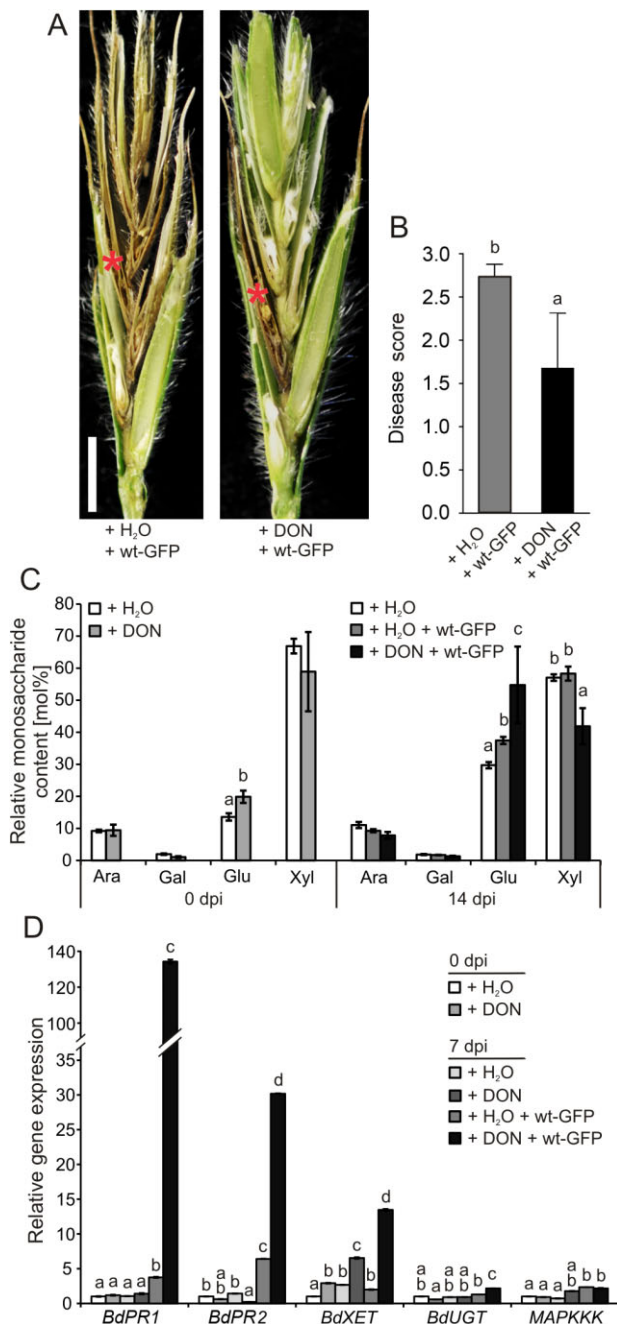 A
*
*
+ H₂O
+ wt-GFP
+ DON
+ wt-GFP
B
Disease score
3.0
2.5
2.0
1.5
1.0
0.5
0.0
b
a
+ H₂O
+ wt-GFP
+ DON
+ wt-GFP
C
Relative monosaccharide
content [mol%]
80
70
60
50
40
30
20
10
0
+ H₂O
+ DON
+ H₂O
+ H₂O + wt-GFP
+ DON + wt-GFP
a b
a b c
b b a
Ara Gal Glu Xyl Ara Gal Glu Xyl
0 dpi 14 dpi
D
Relative gene expression
140
120
100
35
30
25
20
15
10
5
0
0 dpi
+ H₂O
+ DON
7 dpi
+ H₂O
+ DON
+ H₂O + wt-GFP
+ DON + wt-GFP
a a a a b c
b a b b a c d
a b b c b d
a b a a b a b b b c
a a a a b b b
BdPR1 BdPR2 BdXET BdUGT MAPKKK